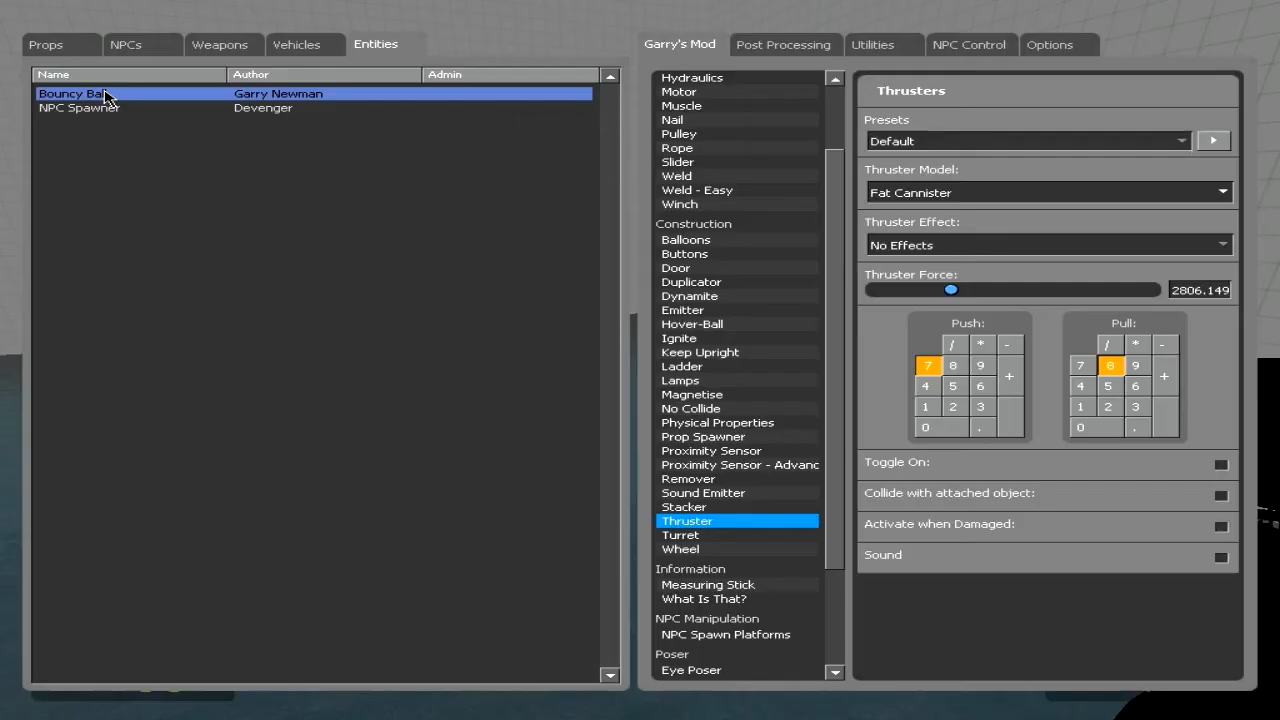 Props NPCs Weapons Vehicles Entities
Name Author Admin
Bouncy Ba Garry Newman
NPC Spawner Devenger
Garry's Mod Post Processing Utilities NPC Control Options
Hydraulics
Motor
Muscle
Nail
Pulley
Rope
Slider
Weld
Weld - Easy
Winch
Construction
Balloons
Buttons
Door
Duplicator
Dynamite
Emitter
Hover-Ball
Ignite
Keep Upright
Ladder
Lamps
Magnetise
No Collide
Physical Properties
Prop Spawner
Proximity Sensor
Proximity Sensor - Advanc
Remover
Sound Emitter
Stacker
Thruster
Turret
Wheel
Information
Measuring Stick
What Is That?
NPC Manipulation
NPC Spawn Platforms
Poser
Eye Poser
Thrusters
Presets
Default
Thruster Model:
Fat Cannister
Thruster Effect:
No Effects
Thruster Force:
2806.149
Push:
/ * -
7 8 9
+
4 5 6
1 2 3
0 .
Pull:
/ * -
7 8 9
+
4 5 6
1 2 3
0 .
Toggle On:
Collide with attached object:
Activate when Damaged:
Sound